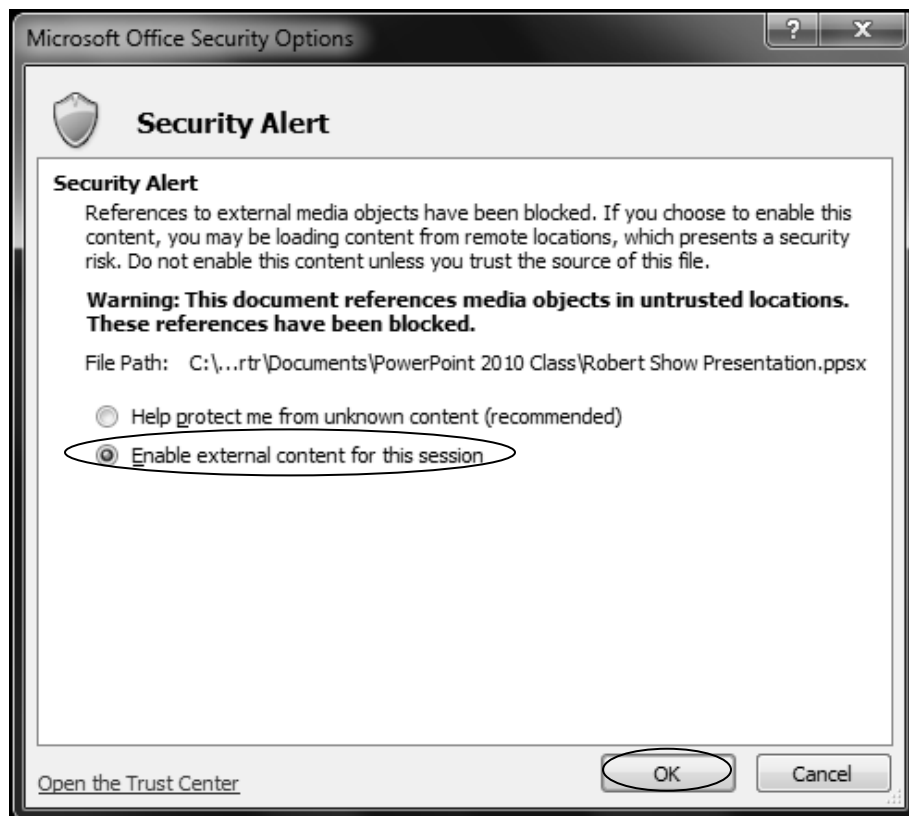 Microsoft Office Security Options
? X
Security Alert
Security Alert
References to external media objects have been blocked. If you choose to enable this
content, you may be loading content from remote locations, which presents a security
risk. Do not enable this content unless you trust the source of this file.
Warning: This document references media objects in untrusted locations.
These references have been blocked.
File Path: C:\...rtr\Documents\PowerPoint 2010 Class\Robert Show Presentation.ppsx
Help protect me from unknown content (recommended)
Enable external content for this session
Open the Trust Center
OK
Cancel